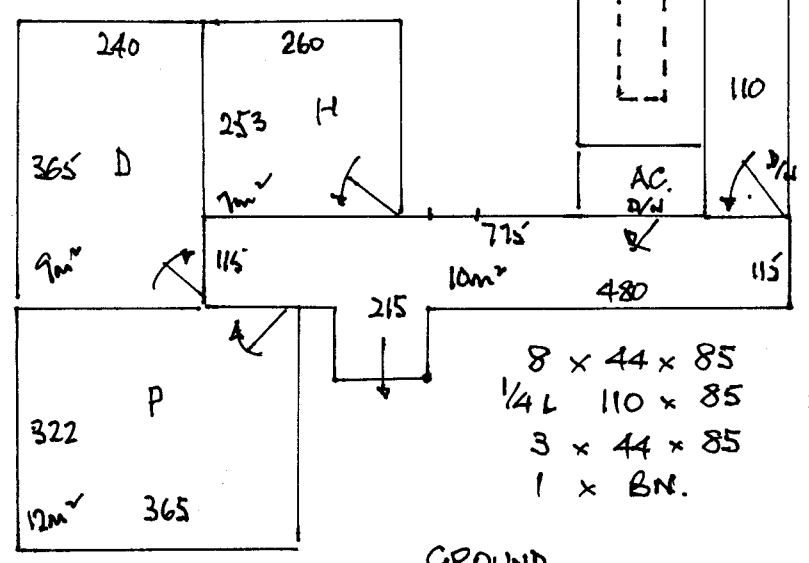 240
260
110
253 H
365 D
7m²
AC.
D/N
D/N
775
9m²
115
10m²
115
480
215
8 x 44 x 85
1/4 L 110 x 85
P
322
3 x 44 x 85
1 x BN.
12m²
365
GROUND